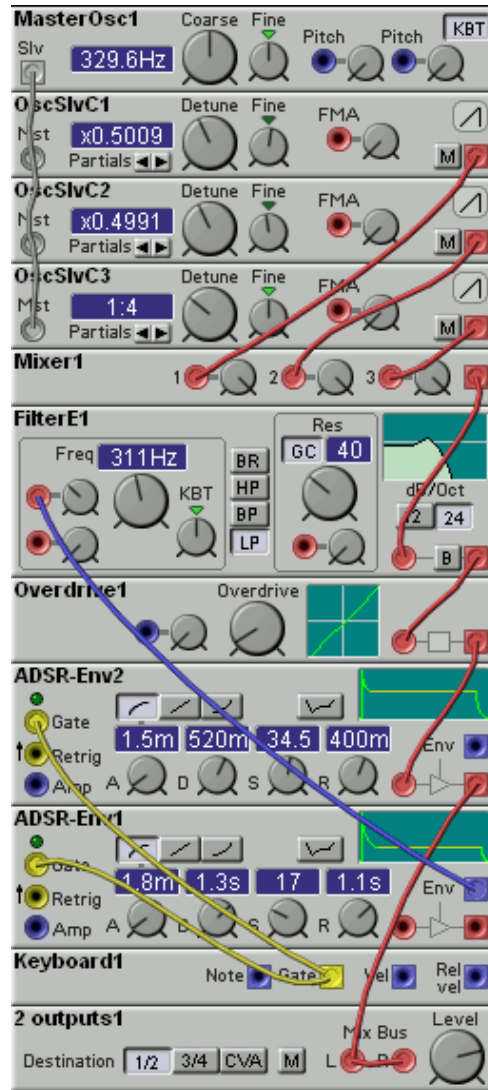 MasterOsc1 Coarse Fine Pitch Pitch KBT
Slv 329.6Hz
OscSlvC1 Detune Fine FMA
Mst x0.5009
Partials M
OscSlvC2 Detune Fine FMA
Mst x0.4991
Partials M
OscSlvC3 Detune Fine FMA
Mst 1:4
Partials M
Mixer1
1 2 3
FilterE1 Res
Freq 311Hz BR GC 40
KBT HP dB/Oct
BP 12 24
LP B
Overdrive1 Overdrive
ADSR-Env2
Gate
1.5m 520m 34.5 400m Env
Retrig
Amp A D S R
ADSR-Env1
Gate
1.8m 1.3s 17 1.1s Env
Retrig
Amp A D S R
Keyboard1
Note Gate Vel Rel vel
2 outputs1 Mix Bus Level
Destination 1/2 3/4 CVA M L R